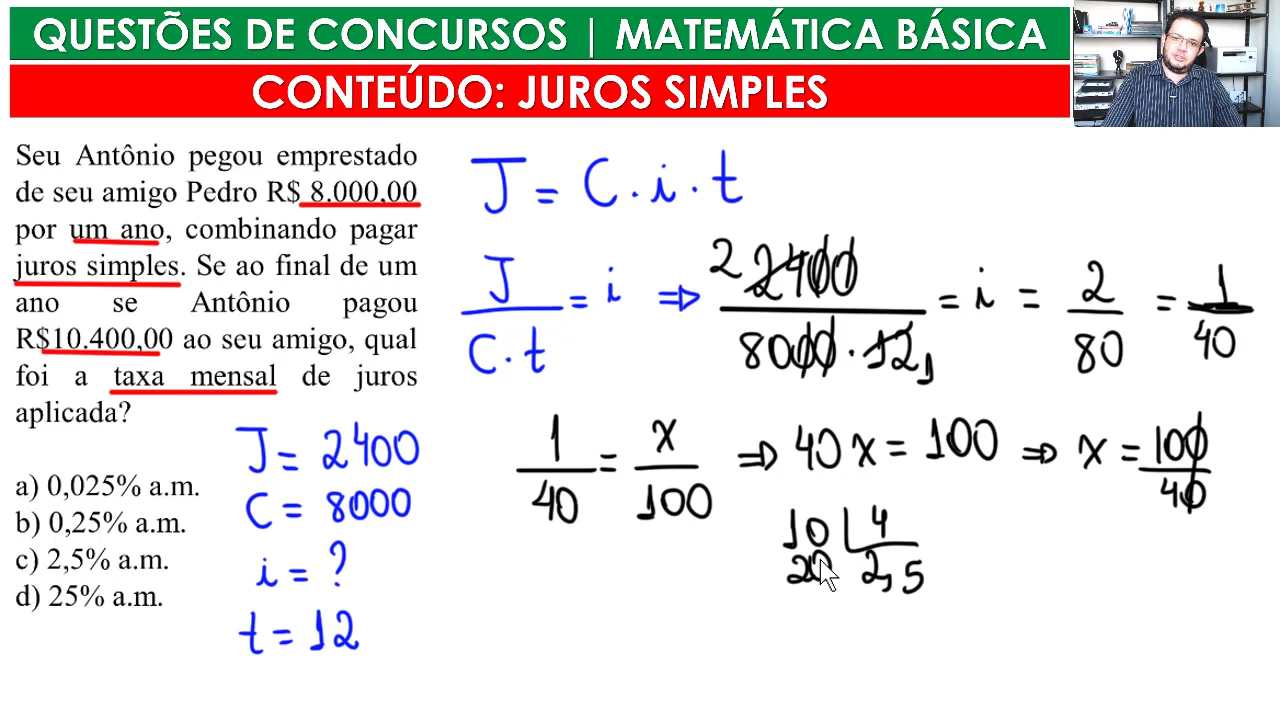 QUESTÕES DE CONCURSOS | MATEMÁTICA BÁSICA
CONTEÚDO: JUROS SIMPLES
Seu Antônio pegou emprestado
de seu amigo Pedro R$ 8.000,00
por um ano, combinando pagar
juros simples. Se ao final de um
ano se Antônio pagou
R$10.400,00 ao seu amigo, qual
foi a taxa mensal de juros
aplicada?
a) 0,025% a.m.
b) 0,25% a.m.
c) 2,5% a.m.
d) 25% a.m.
J = 2400
C = 8000
i = ?
t = 12
J = C · i · t
J / C · t = i ⇒ 2 2400 / 8000 · 12, = i = 2 / 80 = 1 / 40
1 / 40 = x / 100 ⇒ 40 x = 100 ⇒ x = 100 / 40
10 | 4
20 2,5